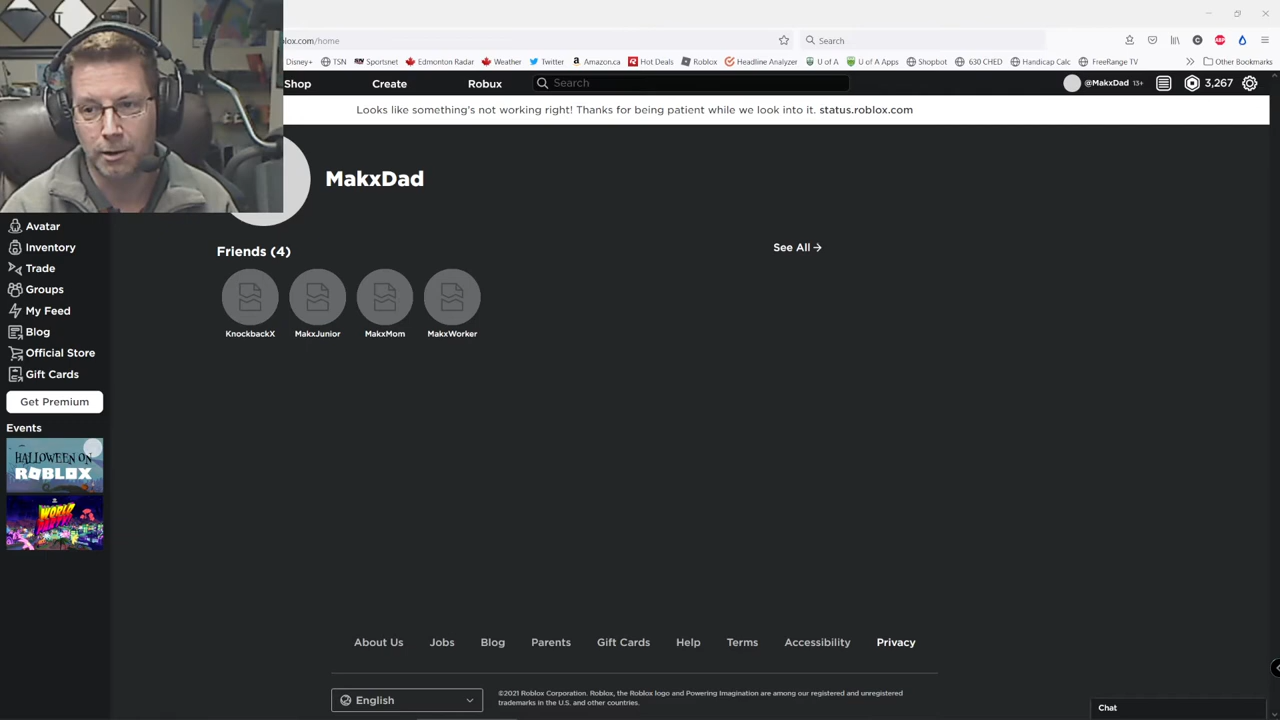 lox.com/home
Search
Disney+
TSN
Sportsnet
Edmonton Radar
Weather
Twitter
Amazon.ca
Hot Deals
Roblox
Headline Analyzer
U of A
U of A Apps
Shopbot
630 CHED
Handicap Calc
FreeRange TV
Other Bookmarks
Shop
Create
Robux
Search
@MakxDad 13+
3,267
Looks like something's not working right! Thanks for being patient while we look into it. status.roblox.com
MakxDad
Avatar
Inventory
Trade
Groups
My Feed
Blog
Official Store
Gift Cards
Get Premium
Events
HALLOWEEN ON
ROBLOX
WORLD
PARTY
Friends (4)
See All →
KnockbackX
MakxJunior
MakxMom
MakxWorker
About Us
Jobs
Blog
Parents
Gift Cards
Help
Terms
Accessibility
Privacy
English
©2021 Roblox Corporation. Roblox, the Roblox logo and Powering Imagination are among our registered and unregistered
trademarks in the U.S. and other countries.
Chat